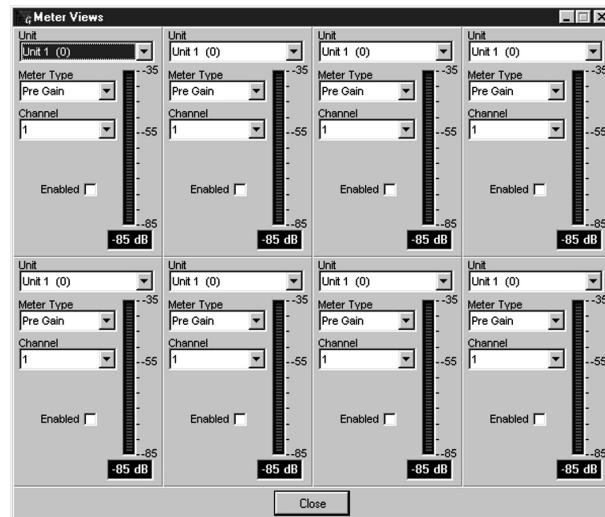 Meter Views
Unit Unit Unit Unit
Unit 1 (0) Unit 1 (0) Unit 1 (0) Unit 1 (0)
Meter Type -35 Meter Type -35 Meter Type -35 Meter Type -35
Pre Gain Pre Gain Pre Gain Pre Gain
Channel Channel Channel Channel
1 -55 1 -55 1 -55 1 -55
Enabled Enabled Enabled Enabled
-85 -85 -85 -85
-85 dB -85 dB -85 dB -85 dB
Unit Unit Unit Unit
Unit 1 (0) Unit 1 (0) Unit 1 (0) Unit 1 (0)
Meter Type -35 Meter Type -35 Meter Type -35 Meter Type -35
Pre Gain Pre Gain Pre Gain Pre Gain
Channel Channel Channel Channel
1 -55 1 -55 1 -55 1 -55
Enabled Enabled Enabled Enabled
-85 -85 -85 -85
-85 dB -85 dB -85 dB -85 dB
Close